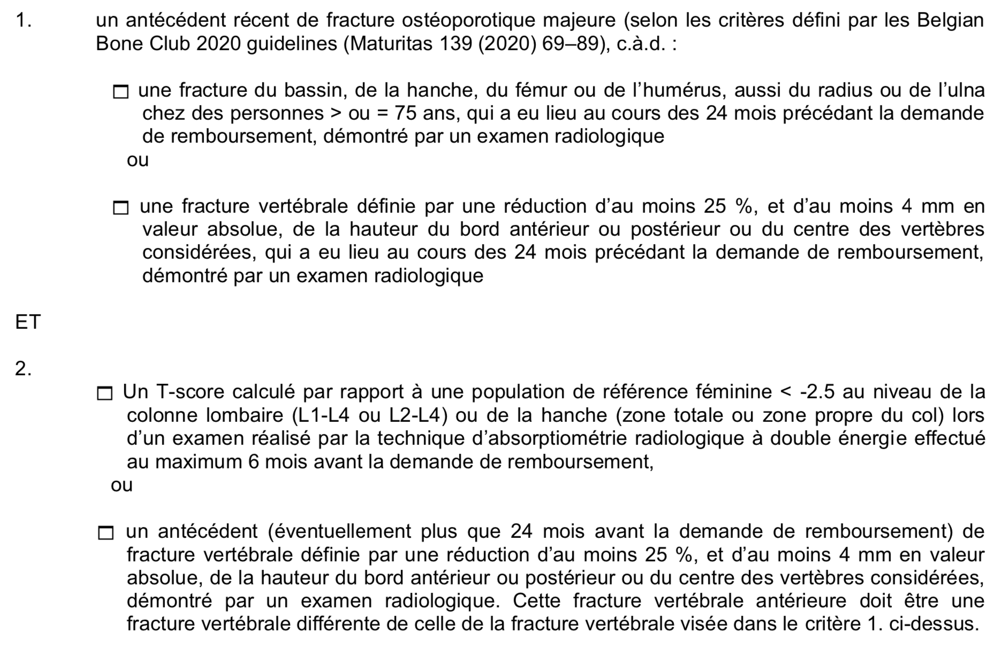 1. un antécédent récent de fracture ostéoporotique majeure (selon les critères défini par les Belgian
Bone Club 2020 guidelines (Maturitas 139 (2020) 69–89), c.à.d. :
□ une fracture du bassin, de la hanche, du fémur ou de l’humérus, aussi du radius ou de l’ulna
chez des personnes > ou = 75 ans, qui a eu lieu au cours des 24 mois précédant la demande
de remboursement, démontré par un examen radiologique
ou
□ une fracture vertébrale définie par une réduction d’au moins 25 %, et d’au moins 4 mm en
valeur absolue, de la hauteur du bord antérieur ou postérieur ou du centre des vertèbres
considérées, qui a eu lieu au cours des 24 mois précédant la demande de remboursement,
démontré par un examen radiologique
ET
2.
□ Un T-score calculé par rapport à une population de référence féminine < -2.5 au niveau de la
colonne lombaire (L1-L4 ou L2-L4) ou de la hanche (zone totale ou zone propre du col) lors
d’un examen réalisé par la technique d’absorptiométrie radiologique à double énergie effectué
au maximum 6 mois avant la demande de remboursement,
ou
□ un antécédent (éventuellement plus que 24 mois avant la demande de remboursement) de
fracture vertébrale définie par une réduction d’au moins 25 %, et d’au moins 4 mm en valeur
absolue, de la hauteur du bord antérieur ou postérieur ou du centre des vertèbres considérées,
démontré par un examen radiologique. Cette fracture vertébrale antérieure doit être une
fracture vertébrale différente de celle de la fracture vertébrale visée dans le critère 1. ci-dessus.